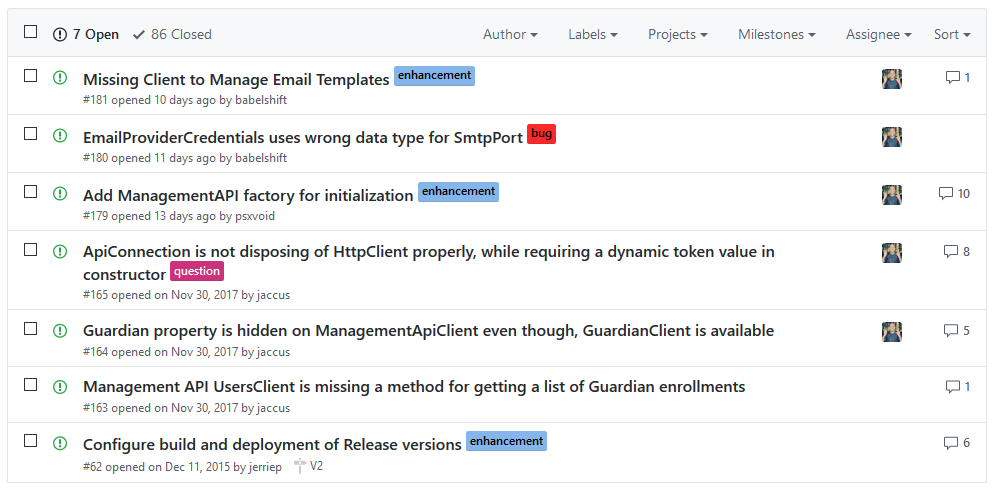 7 Open 86 Closed Author Labels Projects Milestones Assignee Sort
Missing Client to Manage Email Templates enhancement 1
#181 opened 10 days ago by babelshift
EmailProviderCredentials uses wrong data type for SmtpPort bug
#180 opened 11 days ago by babelshift
Add ManagementAPI factory for initialization enhancement 10
#179 opened 13 days ago by psxvoid
ApiConnection is not disposing of HttpClient properly, while requiring a dynamic token value in 8
constructor question
#165 opened on Nov 30, 2017 by jaccus
Guardian property is hidden on ManagementApiClient even though, GuardianClient is available 5
#164 opened on Nov 30, 2017 by jaccus
Management API UsersClient is missing a method for getting a list of Guardian enrollments 1
#163 opened on Nov 30, 2017 by jaccus
Configure build and deployment of Release versions enhancement 6
#62 opened on Dec 11, 2015 by jerriep V2